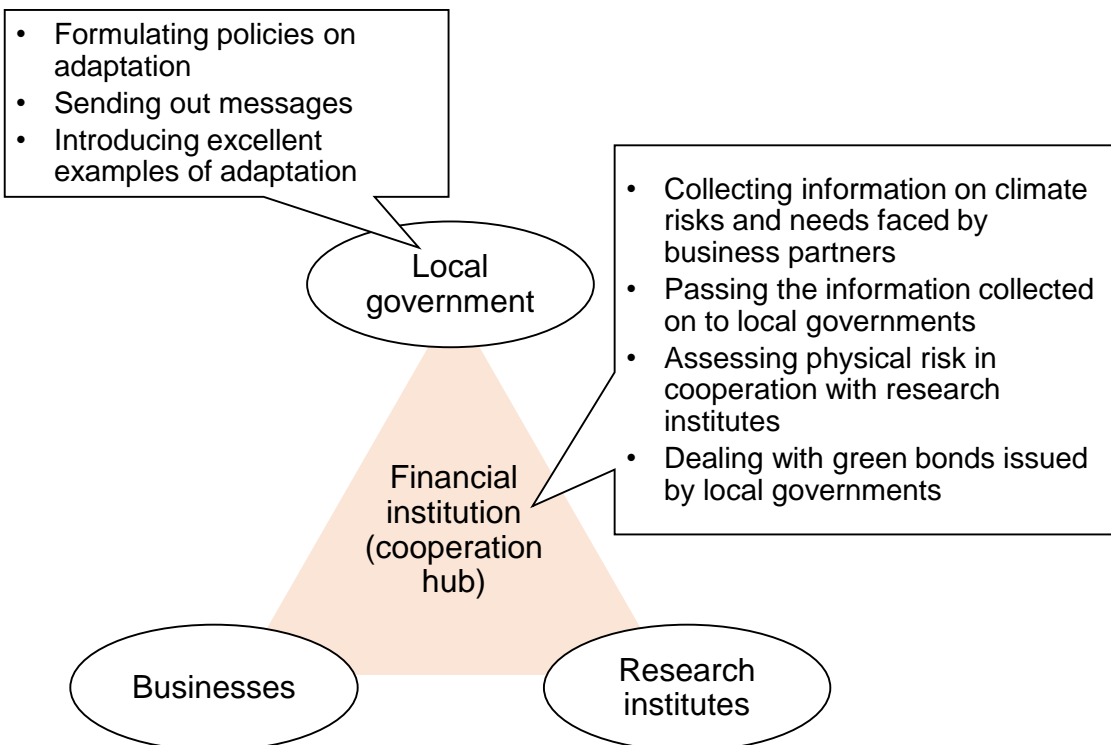 • Formulating policies on
adaptation
• Sending out messages
• Introducing excellent
examples of adaptation
• Collecting information on climate
risks and needs faced by
business partners
• Passing the information collected
on to local governments
• Assessing physical risk in
cooperation with research
institutes
• Dealing with green bonds issued
by local governments
Local
government
Financial
institution
(cooperation
hub)
Businesses
Research
institutes